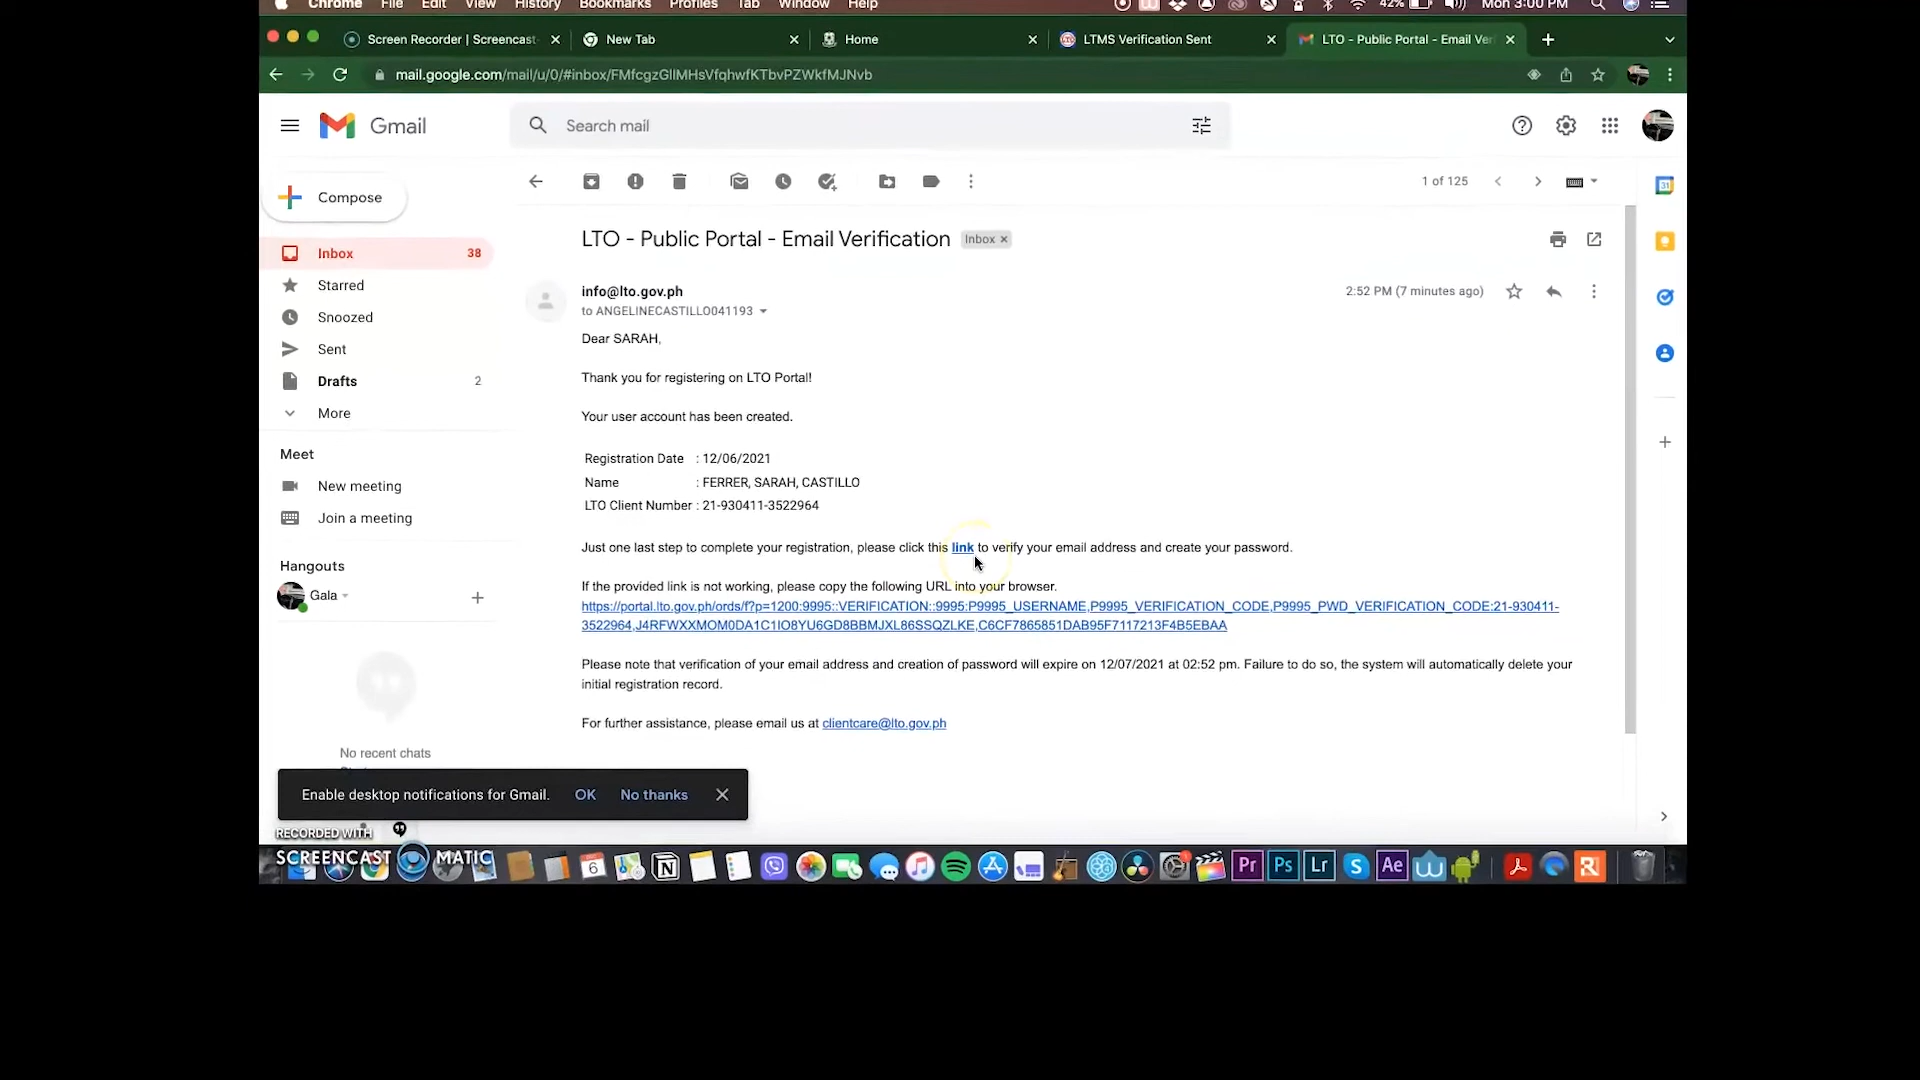 Chrome File Edit View History Bookmarks Profiles Tab Window Help 42% Mon 3:00 PM
Screen Recorder | Screencast- New Tab Home LTMS Verification Sent LTO - Public Portal - Email Ver
mail.google.com/mail/u/0/#inbox/FMfcgzGllMHsVfqhwfKTbvPZWkfMJNvb
Gmail
Search mail
Compose
1 of 125
Inbox 38
Starred
Snoozed
Sent
Drafts 2
More
Meet
New meeting
Join a meeting
Hangouts
Gala
No recent chats
LTO - Public Portal - Email Verification Inbox
info@lto.gov.ph 2:52 PM (7 minutes ago)
to ANGELINECASTILLO041193
Dear SARAH,
Thank you for registering on LTO Portal!
Your user account has been created.
Registration Date : 12/06/2021
Name : FERRER, SARAH, CASTILLO
LTO Client Number : 21-930411-3522964
Just one last step to complete your registration, please click this link to verify your email address and create your password.
If the provided link is not working, please copy the following URL into your browser.
https://portal.lto.gov.ph/ords/f?p=1200:9995::VERIFICATION::9995:P9995_USERNAME,P9995_VERIFICATION_CODE,P9995_PWD_VERIFICATION_CODE:21-930411-
3522964,J4RFWXXMOM0DA1C1IO8YU6GD8BBMJXL86SSQZLKE,C6CF7865851DAB95F7117213F4B5EBAA
Please note that verification of your email address and creation of password will expire on 12/07/2021 at 02:52 pm. Failure to do so, the system will automatically delete your
initial registration record.
For further assistance, please email us at clientcare@lto.gov.ph
Enable desktop notifications for Gmail. OK No thanks
RECORDED WITH
SCREENCAST MATIC
6 Pr Ps Lr Ae